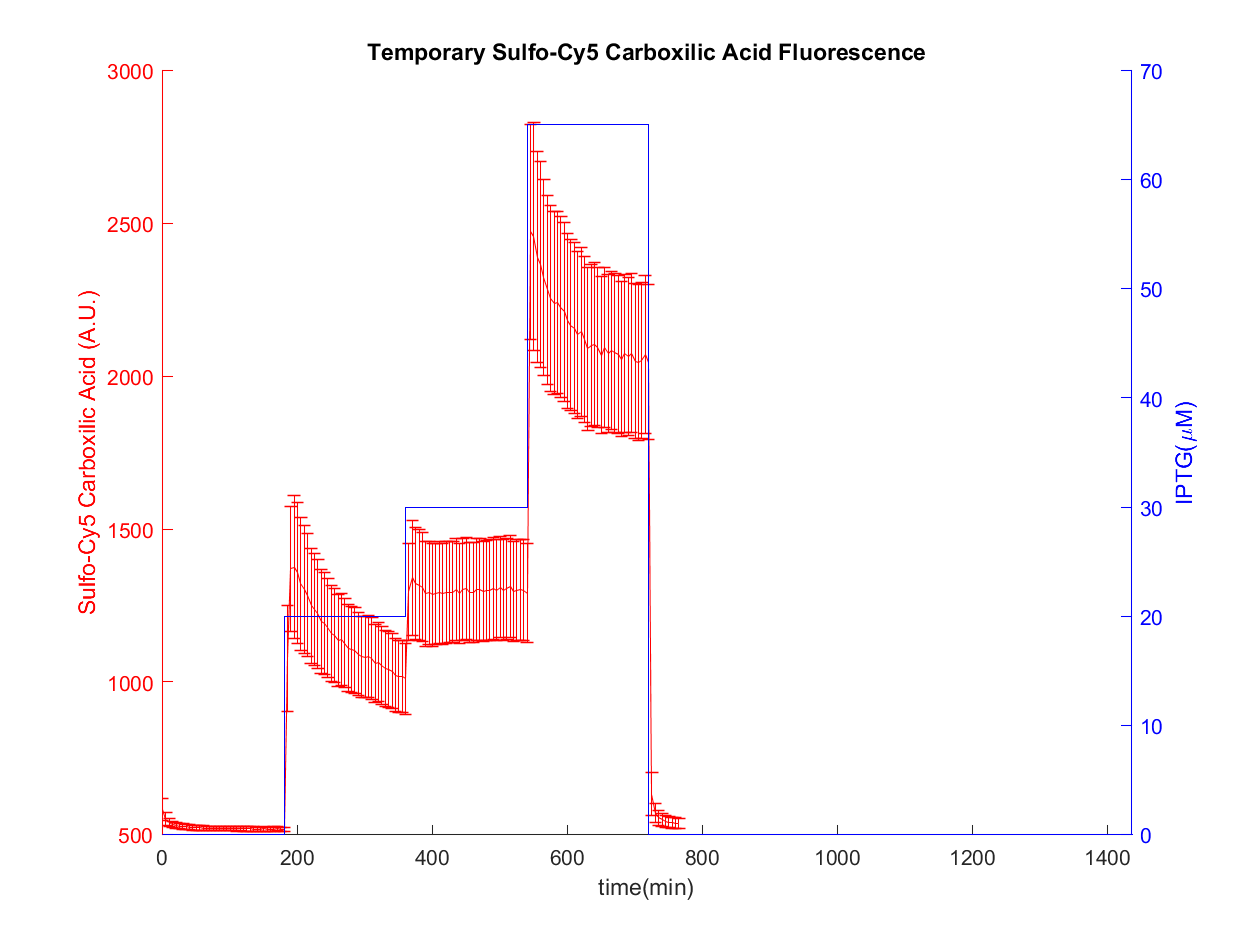 Temporary Sulfo-Cy5 Carboxilic Acid Fluorescence
3000
2500
2000
1500
1000
500
Sulfo-Cy5 Carboxilic Acid (A.U.)
70
60
50
40
30
20
10
0
IPTG(μM)
0 200 400 600 800 1000 1200 1400
time(min)